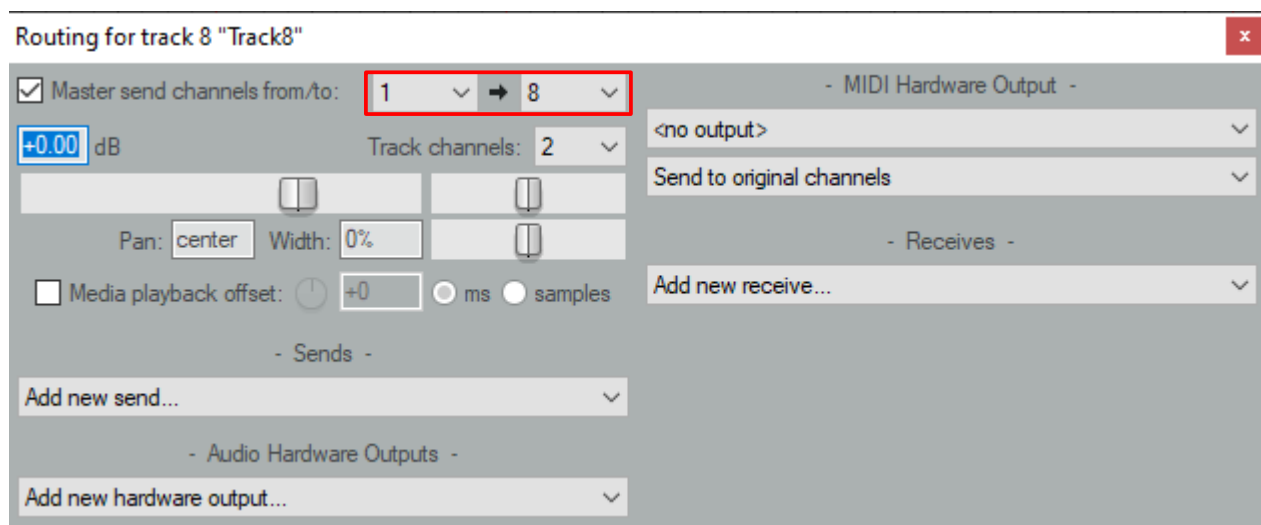 Routing for track 8 "Track8"
x
Master send channels from/to: 1 → 8
+0.00 dB Track channels: 2
Pan: center Width: 0%
Media playback offset: +0 ms samples
- Sends -
Add new send...
- Audio Hardware Outputs -
Add new hardware output...
- MIDI Hardware Output -
<no output>
Send to original channels
- Receives -
Add new receive...